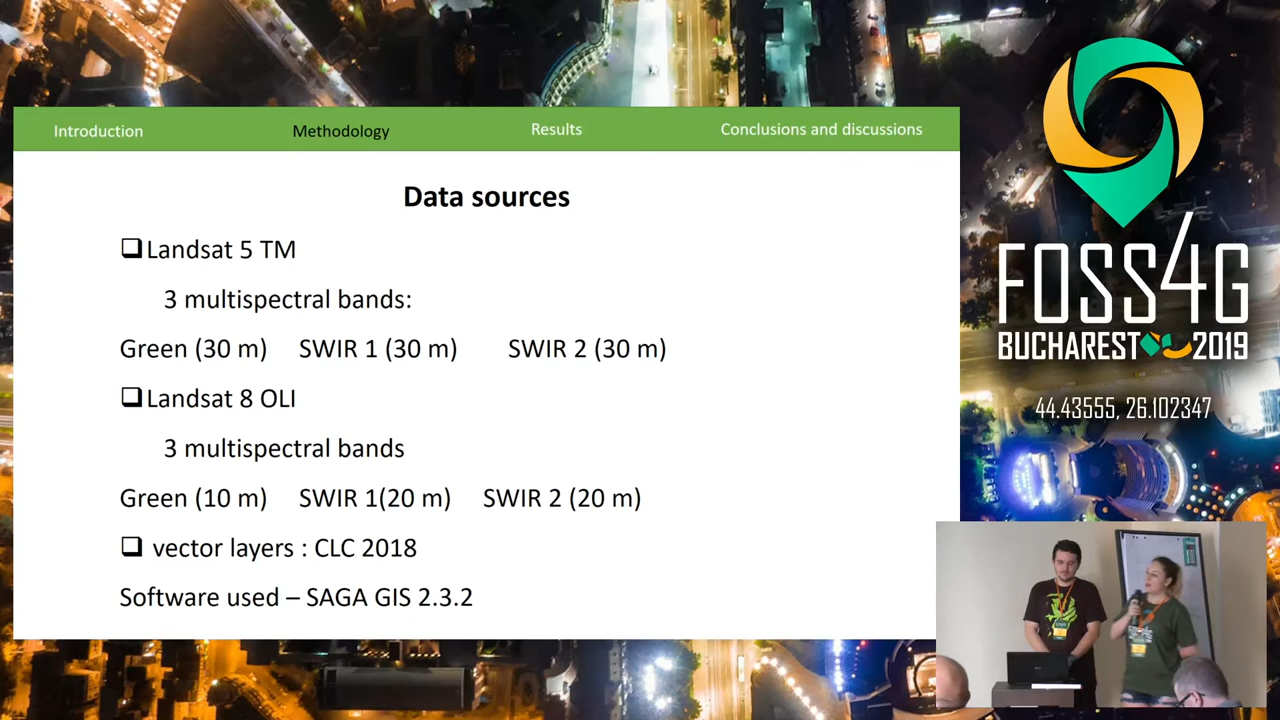 Introduction
Methodology
Results
Conclusions and discussions
Data sources
Landsat 5 TM
3 multispectral bands:
Green (30 m) SWIR 1 (30 m) SWIR 2 (30 m)
Landsat 8 OLI
3 multispectral bands
Green (10 m) SWIR 1(20 m) SWIR 2 (20 m)
vector layers : CLC 2018
Software used – SAGA GIS 2.3.2
FOSS4G
BUCHAREST 2019
44.43555, 26.102347